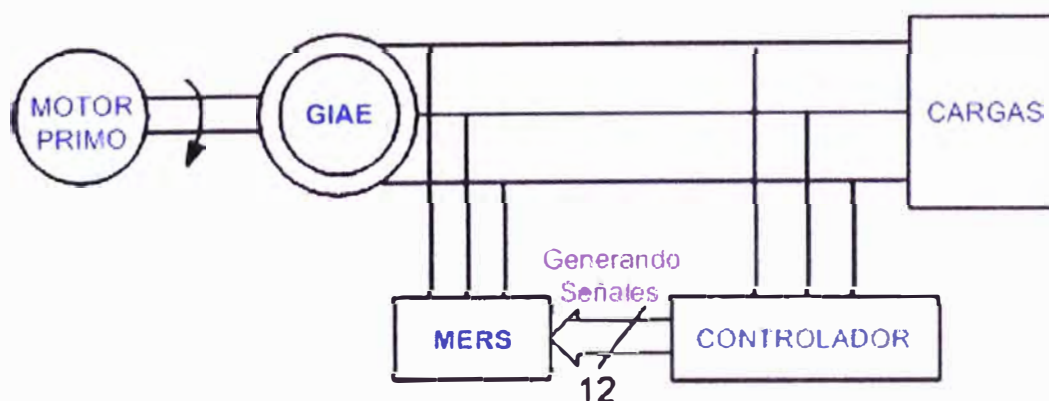 MOTOR
PRIMO
GIAE
CARGAS
Generando
Señales
MERS
CONTROLADOR
12